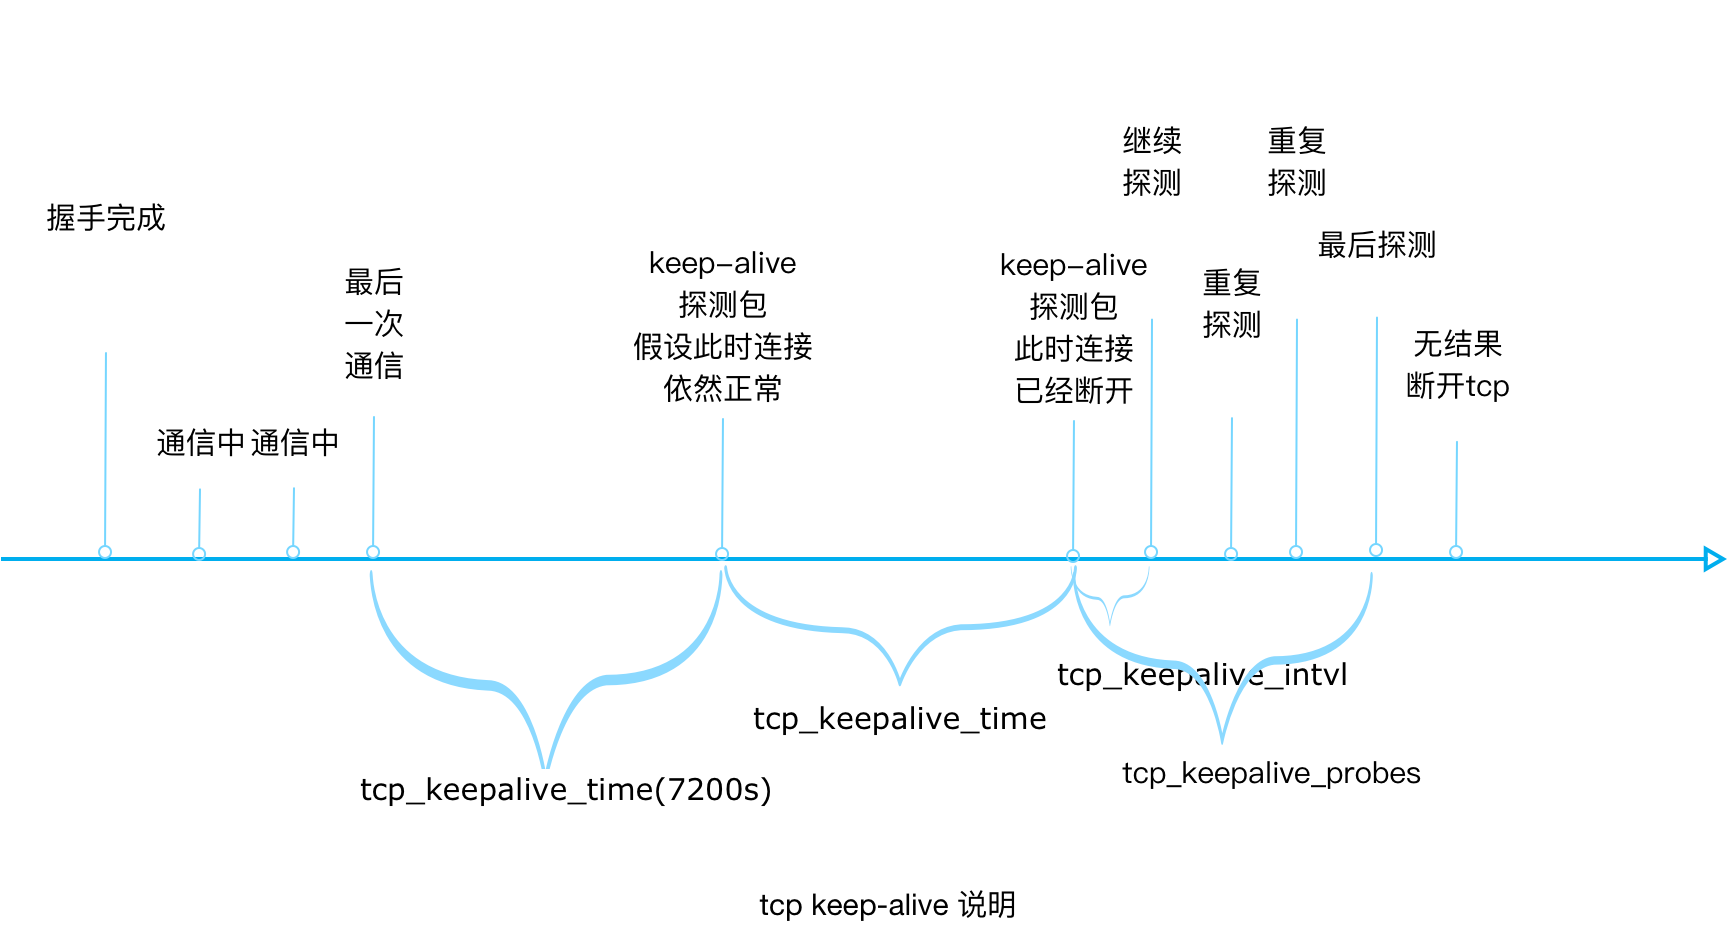 握手完成
通信中
通信中
最后
一次
通信
keep–alive
探测包
假设此时连接
依然正常
keep–alive
探测包
此时连接
已经断开
继续
探测
重复
探测
重复
探测
最后探测
无结果
断开tcp
tcp_keepalive_time(7200s)
tcp_keepalive_time
tcp_keepalive_intvl
tcp_keepalive_probes
tcp keep-alive 说明